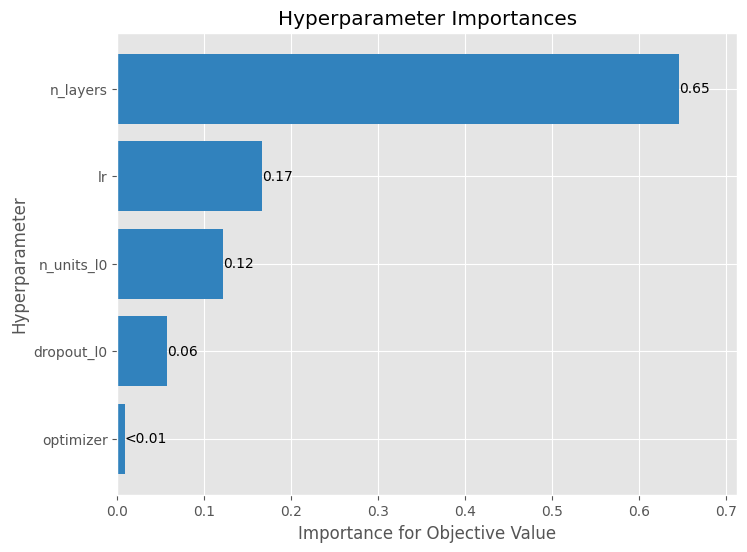 Hyperparameter Importances
Hyperparameter
n_layers
0.65
lr
0.17
n_units_l0
0.12
dropout_l0
0.06
optimizer
<0.01
0.0 0.1 0.2 0.3 0.4 0.5 0.6 0.7
Importance for Objective Value